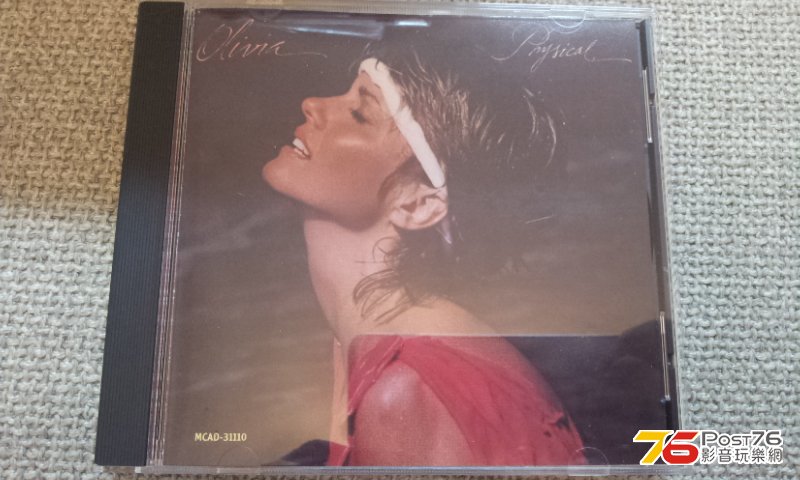 Olivia
Physical
MCAD-31110
76 Post76
影音玩樂網